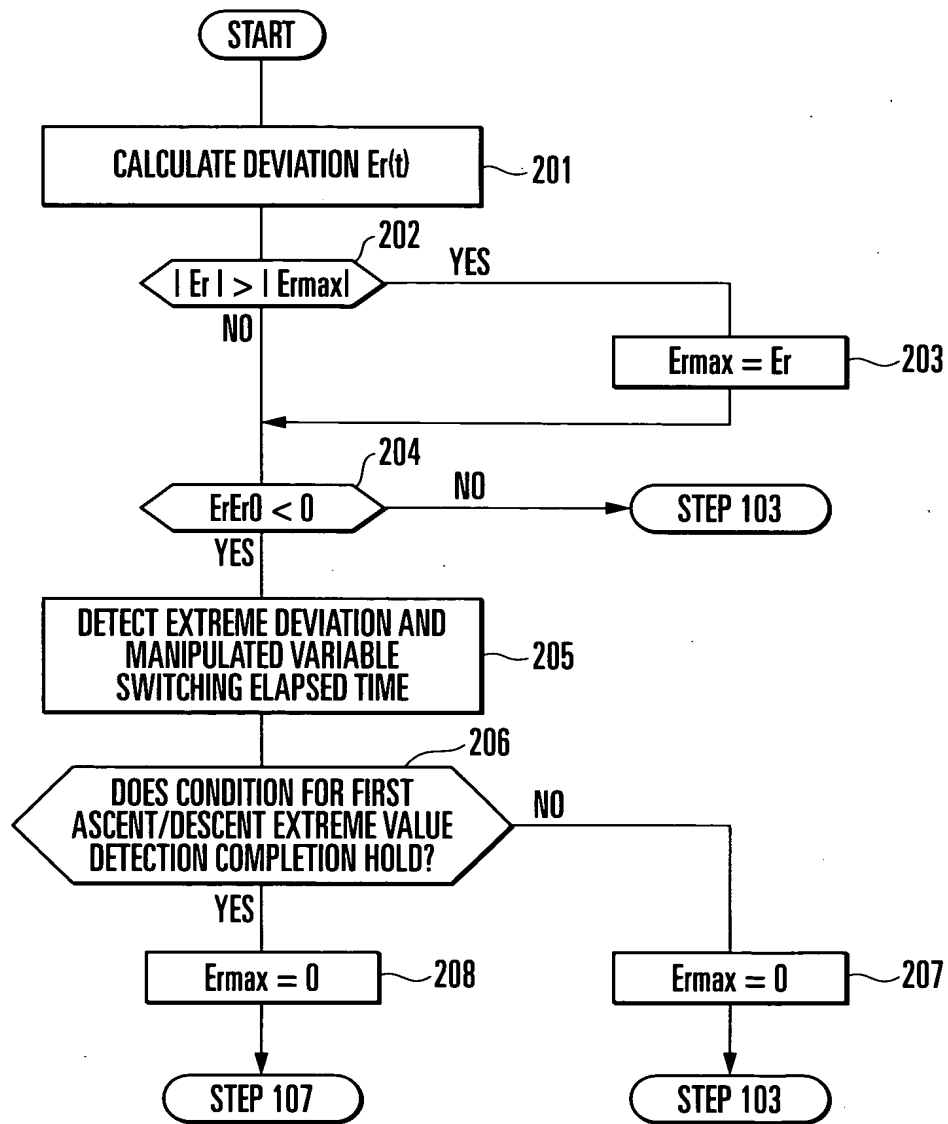 START
CALCULATE DEVIATION Er(t)
201
202
| Er | > | Ermax|
YES
NO
Ermax = Er
203
204
ErEr0 < 0
NO
STEP 103
YES
DETECT EXTREME DEVIATION AND
MANIPULATED VARIABLE
SWITCHING ELAPSED TIME
205
206
DOES CONDITION FOR FIRST
ASCENT/DESCENT EXTREME VALUE
DETECTION COMPLETION HOLD?
NO
YES
Ermax = 0
208
Ermax = 0
207
STEP 107
STEP 103